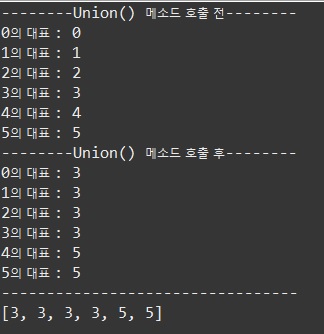 --------Union() 메소드 호출 전--------
0의 대표 : 0
1의 대표 : 1
2의 대표 : 2
3의 대표 : 3
4의 대표 : 4
5의 대표 : 5
--------Union() 메소드 호출 후--------
0의 대표 : 3
1의 대표 : 3
2의 대표 : 3
3의 대표 : 3
4의 대표 : 5
5의 대표 : 5
---------------------------------
[3, 3, 3, 3, 5, 5]